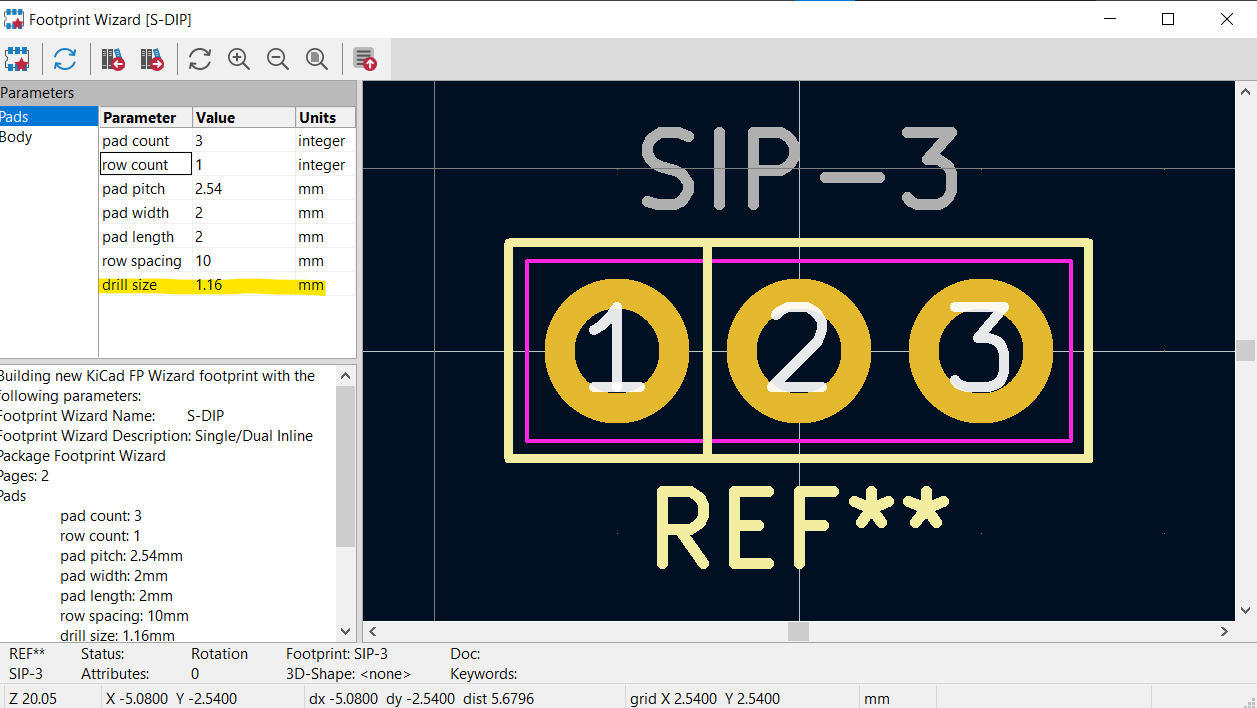 Footprint Wizard [S-DIP]
Parameters
Pads
Body
Parameter Value Units
pad count 3 integer
row count 1 integer
pad pitch 2.54 mm
pad width 2 mm
pad length 2 mm
row spacing 10 mm
drill size 1.16 mm
Building new KiCad FP Wizard footprint with the
following parameters:
Footprint Wizard Name: S-DIP
Footprint Wizard Description: Single/Dual Inline
Package Footprint Wizard
Pages: 2
Pads
pad count: 3
row count: 1
pad pitch: 2.54mm
pad width: 2mm
pad length: 2mm
row spacing: 10mm
drill size: 1.16mm
SIP-3
1 2 3
REF**
REF** Status: Rotation Footprint: SIP-3 Doc:
SIP-3 Attributes: 0 3D-Shape: <none> Keywords:
Z 20.05 X -5.0800 Y -2.5400 dx -5.0800 dy -2.5400 dist 5.6796 grid X 2.5400 Y 2.5400 mm